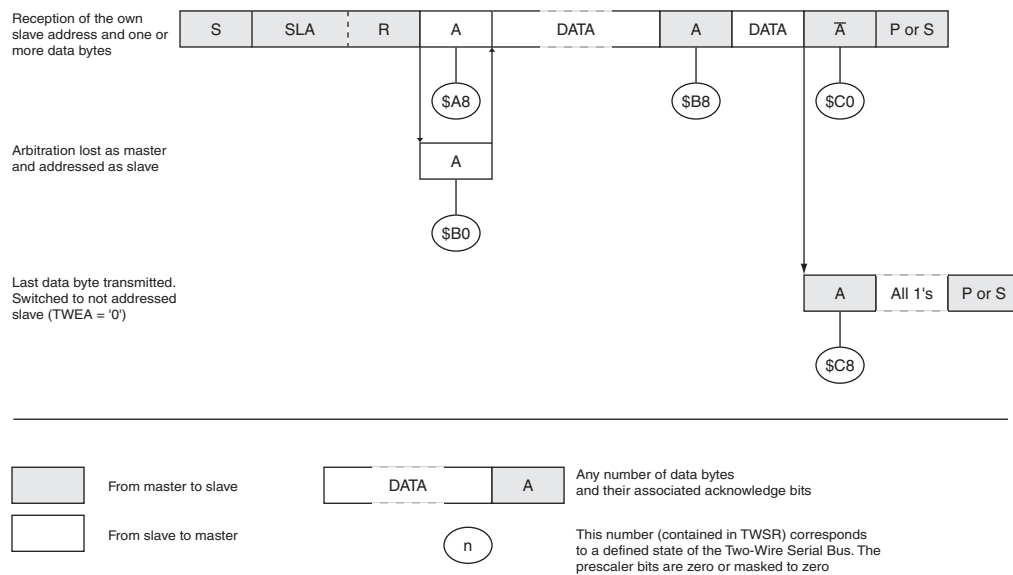 Reception of the own
slave address and one or
more data bytes
S SLA R A DATA A DATA A̅ P or S
$A8 $B8 $C0
Arbitration lost as master
and addressed as slave
A
$B0
Last data byte transmitted.
Switched to not addressed
slave (TWEA = '0')
A All 1's P or S
$C8
From master to slave
DATA A
Any number of data bytes
and their associated acknowledge bits
From slave to master
n
This number (contained in TWSR) corresponds
to a defined state of the Two-Wire Serial Bus. The
prescaler bits are zero or masked to zero